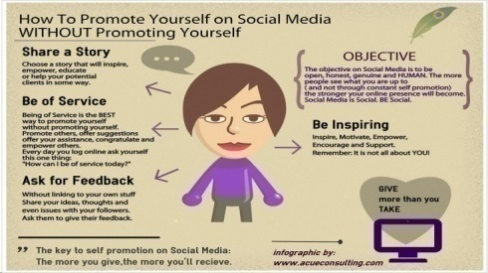 How To Promote Yourself on Social Media
WITHOUT Promoting Yourself
Share a Story
Choose a story that will inspire,
empower, educate
or help your potential
clients in some way.
Be of Service
Being of Service is the BEST
way to promote yourself
without promoting yourself.
Promote others, offer suggestions
offer your assistance, congratulate and
empower others.
Every day you log online ask yourself
this one thing:
"How can I be of service today?"
Ask for Feedback
Without linking to your own stuff
Share your ideas, thoughts and
even issues with your followers.
Ask them to give their feedback.
OBJECTIVE
The objective on Social Media is to be
open, honest, genuine and HUMAN. The more
people see what you are up to
( and not through constant self promotion)
the stronger your online presence will become.
Social Media is Social. BE Social.
Be Inspiring
Inspire, Motivate, Empower,
Encourage and Support.
Remember: It is not all about YOU!
GIVE
more than you
TAKE
” The key to self promotion on Social Media:
The more you give,the more you'll recieve.
infographic by:
www.acueconsulting.com